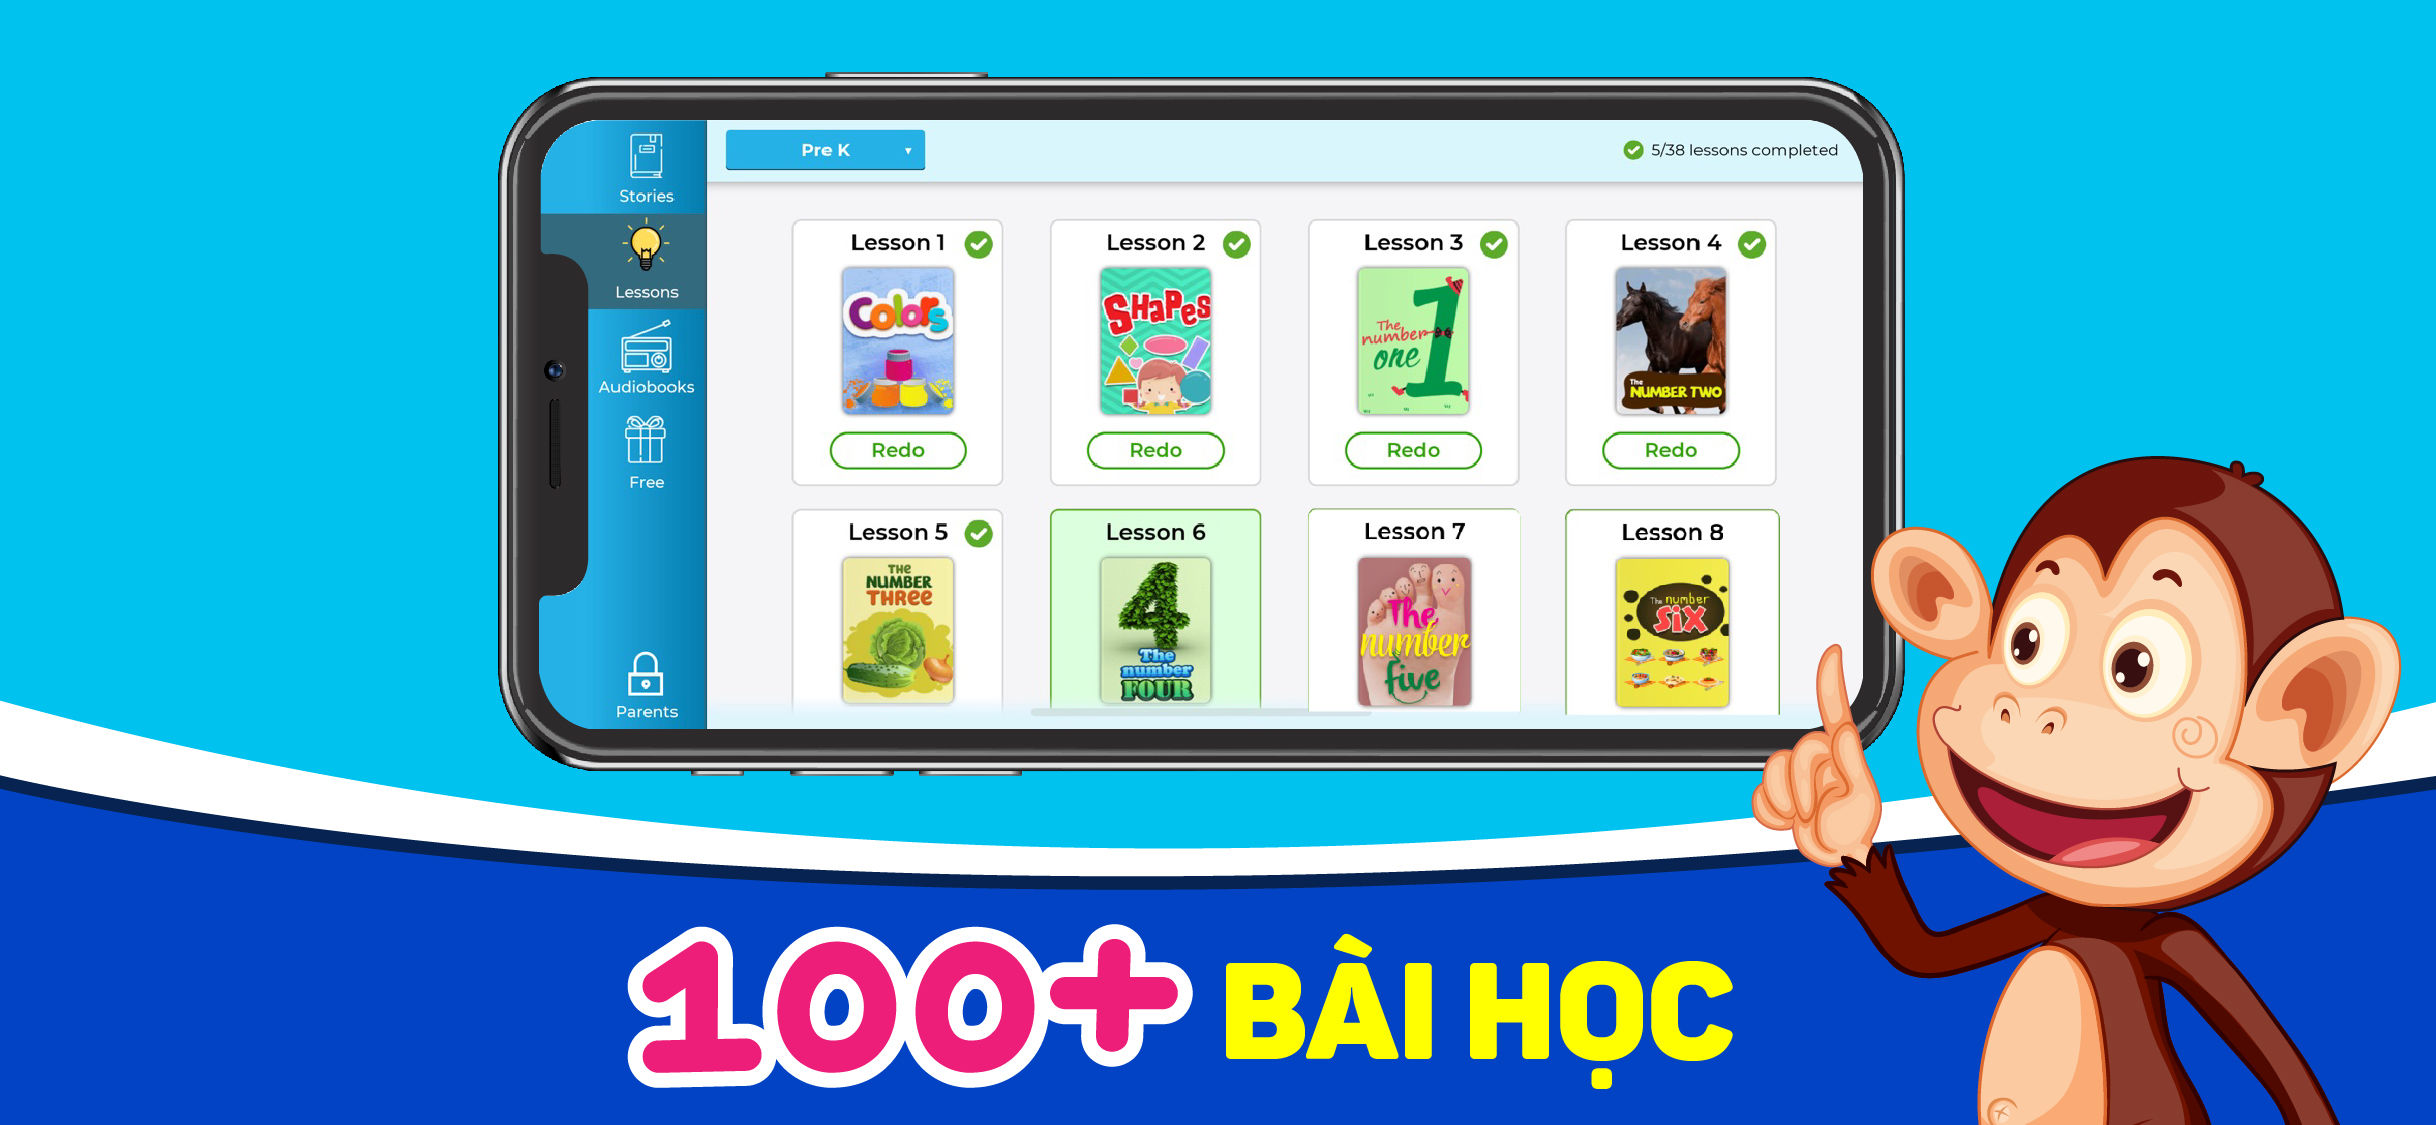 Stories
Lessons
Audiobooks
Free
Parents
Pre K
5/38 lessons completed
Lesson 1
Colors
Redo
Lesson 2
SHaPes
Redo
Lesson 3
The
number
one
1
Redo
Lesson 4
The
NUMBER TWO
Redo
Lesson 5
THE
NUMBER
THREE
Lesson 6
4
The
number
FOUR
Lesson 7
The
number
five
Lesson 8
The number
SiX
100+ BÀI HỌC